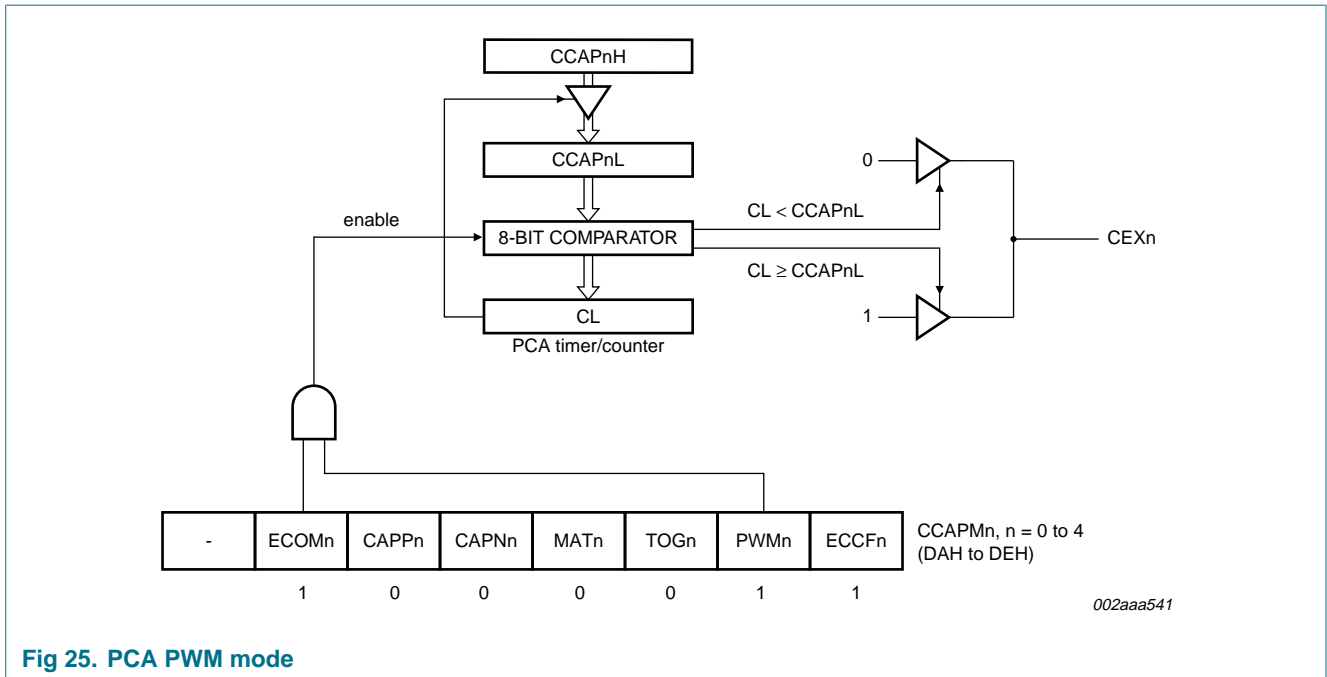 CCAPnH
CCAPnL
0
CL < CCAPnL
enable
8-BIT COMPARATOR
CEXn
CL ≥ CCAPnL
CL
1
PCA timer/counter
- ECOMn CAPPn CAPNn MATn TOGn PWMn ECCFn
CCAPMn, n = 0 to 4
(DAH to DEH)
1 0 0 0 0 1 1
002aaa541
Fig 25. PCA PWM mode